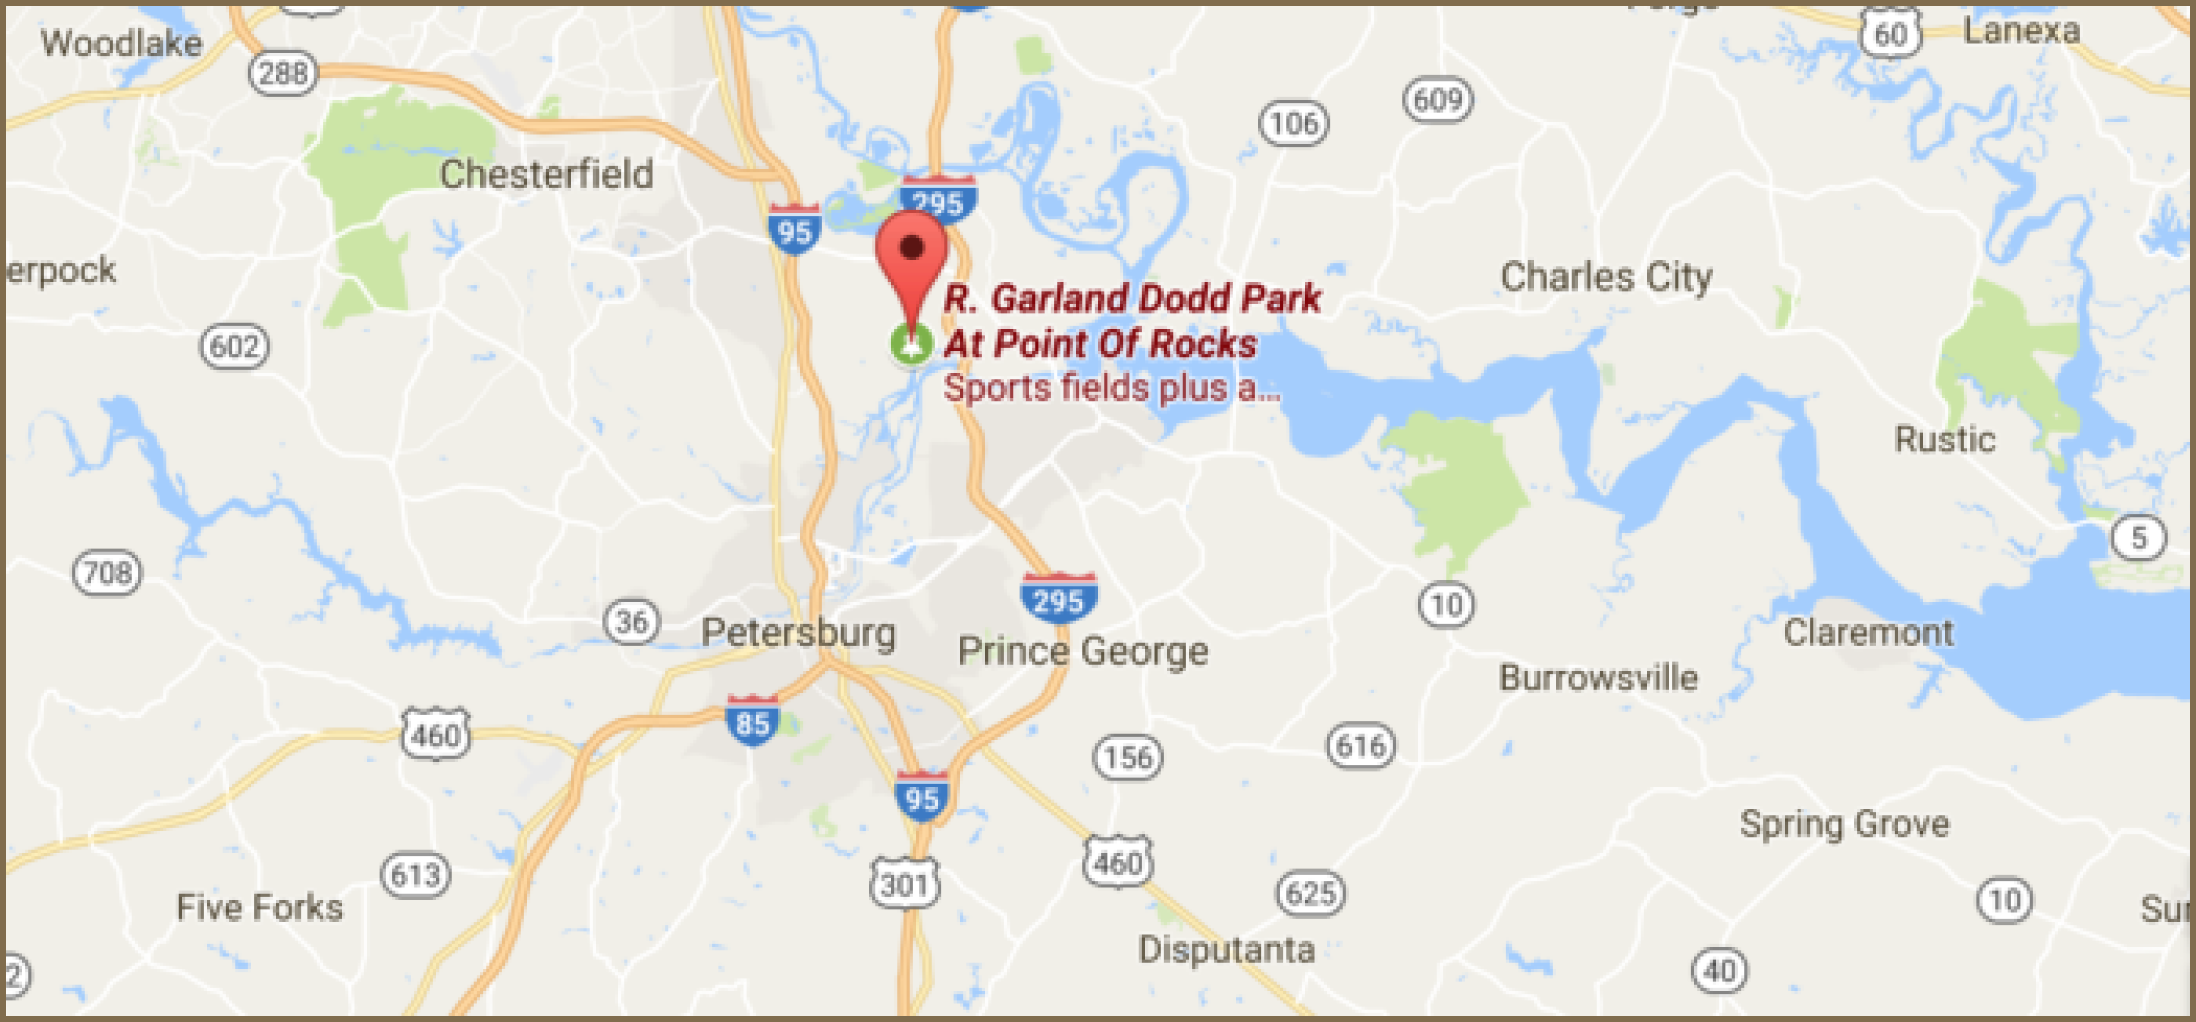 Woodlake
288
60
Lanexa
609
106
Chesterfield
295
95
erpock
Charles City
R. Garland Dodd Park
At Point Of Rocks
Sports fields plus a...
602
Rustic
5
708
295
10
36
Petersburg
Prince George
Claremont
Burrowsville
85
460
616
156
95
Spring Grove
460
613
301
625
10
Five Forks
Sur
Disputanta
40
2